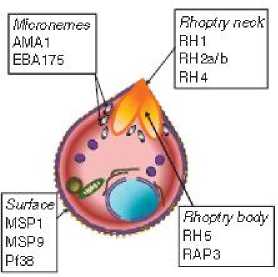 Micronemes
AMA1
EBA175
Rhoptry neck
RH1
RH2a/b
RH4
Surface
MSP1
MSP9
Pf38
Rhoptry body
RH5
RAP3